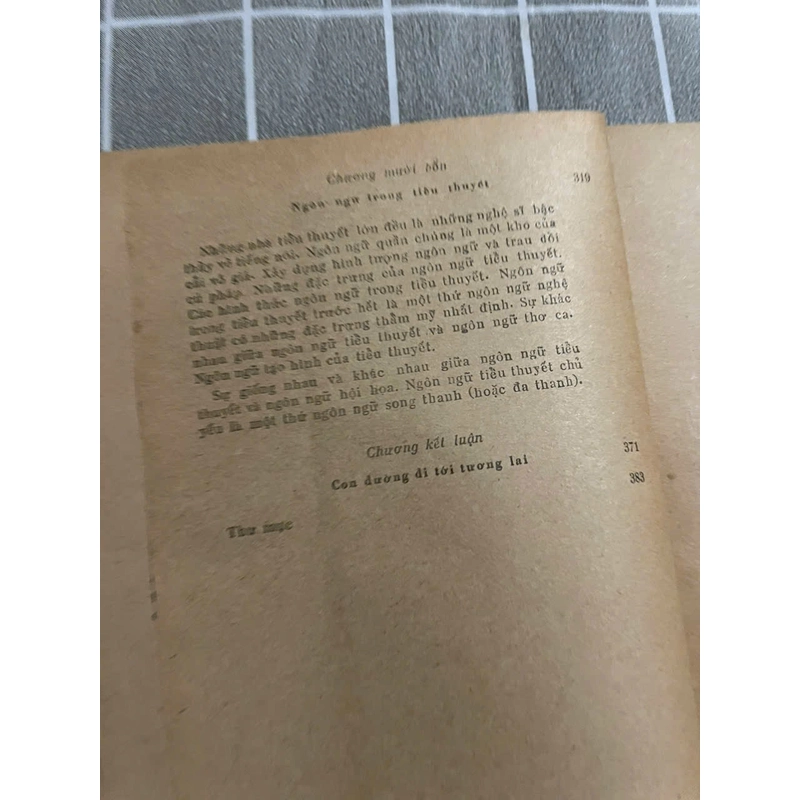 Chương mười bốn
Ngôn ngữ trong tiểu thuyết 319
Những nhà tiểu thuyết lớn đều là những nghệ sĩ bậc
thầy về tiếng nói. Ngôn ngữ quần chúng là một kho của
cải vô giá. Xây dựng hình tượng ngôn ngữ và trau dồi
cú pháp. Những đặc trưng của ngôn ngữ tiểu thuyết.
Các hình thức ngôn ngữ trong tiểu thuyết. Ngôn ngữ
trong tiểu thuyết trước hết là một thứ ngôn ngữ nghệ
thuật có những đặc trưng thẩm mỹ nhất định. Sự khác
nhau giữa ngôn ngữ tiểu thuyết và ngôn ngữ thơ ca.
Ngôn ngữ tạo hình của tiểu thuyết.
Sự giống nhau và khác nhau giữa ngôn ngữ tiểu
thuyết và ngôn ngữ hội họa. Ngôn ngữ tiểu thuyết chủ
yếu là một thứ ngôn ngữ song thanh (hoặc đa thanh).
Chương kết luận
Con đường đi tới tương lai 371
Thư mục 383